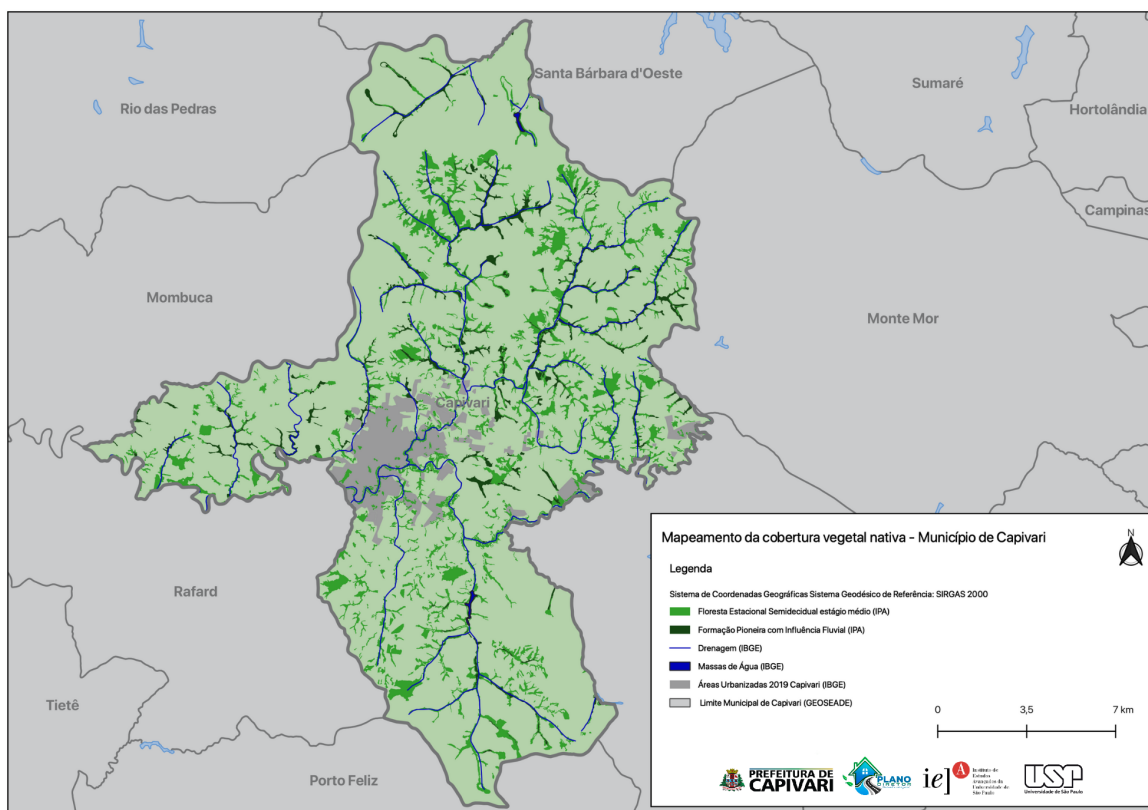 Santa Bárbara d'Oeste
Sumaré
Rio das Pedras
Hortolândia
Campinas
Mombuca
Monte Mor
Capivari
Rafard
Tietê
Porto Feliz
Mapeamento da cobertura vegetal nativa - Município de Capivari
N
Legenda
Sistema de Coordenadas Geográficas Sistema Geodésico de Referência: SIRGAS 2000
Floresta Estacional Semidecidual estágio médio (IPA)
Formação Pioneira com Influência Fluvial (IPA)
Drenagem (IBGE)
Massas de Água (IBGE)
Áreas Urbanizadas 2019 Capivari (IBGE)
Limite Municipal de Capivari (GEOSEADE)
0 3,5 7 km
PREFEITURA DE
CAPIVARI
PLANO
DIRETOR
iea
Instituto de
Estudos
Avançados da
Universidade de
São Paulo
USP
Universidade de São Paulo